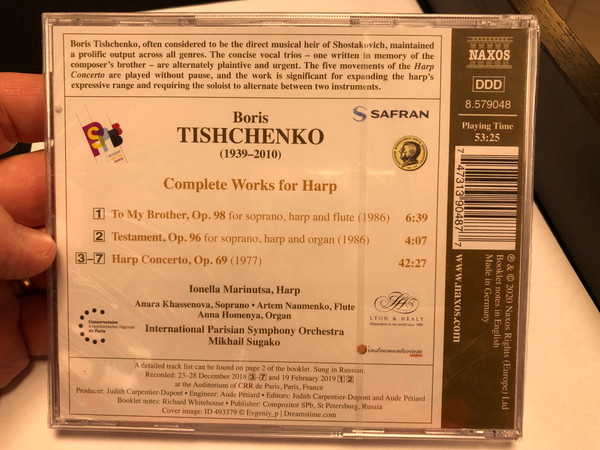 Boris Tishchenko, often considered to be the direct musical heir of Shostakovich, maintained
a prolific output across all genres. The concise vocal trios – one written in memory of the
composer's brother – are alternately plaintive and urgent. The five movements of the Harp
Concerto are played without pause, and the work is significant for expanding the harp's
expressive range and requiring the soloist to alternate between two instruments.
Boris
TISHCHENKO
(1939–2010)
SAFRAN
Complete Works for Harp
1 To My Brother, Op. 98 for soprano, harp and flute (1986) 6:39
2 Testament, Op. 96 for soprano, harp and organ (1986) 4:07
3–7 Harp Concerto, Op. 69 (1977) 42:27
Ionella Marinutsa, Harp
Anara Khassenova, Soprano • Artem Naumenko, Flute
Anna Homenya, Organ
International Parisian Symphony Orchestra
Mikhail Sugako
Conservatoire
à rayonnement régional
de Paris
LYON & HEALY
instrumentarium
A detailed track list can be found on page 2 of the booklet. Sung in Russian.
Recorded: 23–28 December 2018 3–7 and 19 February 2019 1 2
at the Auditorium of CRR de Paris, Paris, France
Producer: Judith Carpentier-Dupont • Engineer: Aude Pétiard • Editors: Judith Carpentier-Dupont and Aude Pétiard
Booklet notes: Richard Whitehouse • Publisher: Compozitor SPb, St Petersburg, Russia
Cover image: ID 493379 © Evgeniy_p | Dreamstime.com
NAXOS
DDD
8.579048
Playing Time
53:25
7 47313 90487 7
www.naxos.com
℗ & © 2020 Naxos Rights (Europe) Ltd
Booklet notes in English
Made in Germany